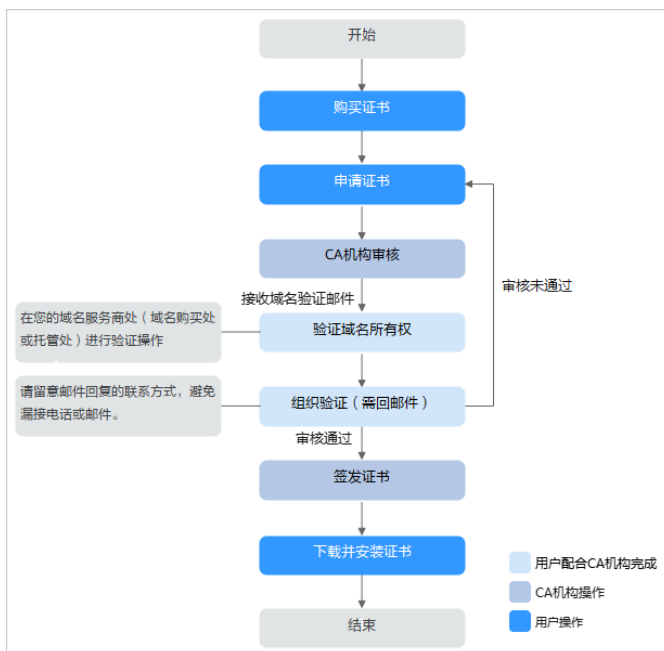 开始
购买证书
申请证书
CA机构审核
审核未通过
接收域名验证邮件
在您的域名服务商处（域名购买处
或托管处）进行验证操作
验证域名所有权
请留意邮件回复的联系方式，避免
漏接电话或邮件。
组织验证（需回邮件）
审核通过
签发证书
下载并安装证书
用户配合CA机构完成
CA机构操作
用户操作
结束